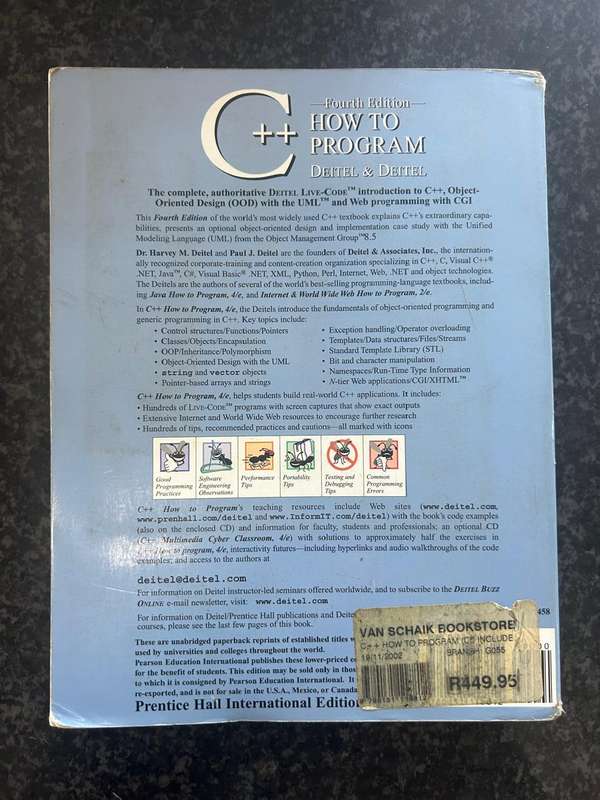 Fourth Edition
C++ HOW TO
PROGRAM
DEITEL & DEITEL
The complete, authoritative DEITEL LIVE-CODE™ introduction to C++, Object-
Oriented Design (OOD) with the UML™ and Web programming with CGI
This Fourth Edition of the world's most widely used C++ textbook explains C++'s extraordinary capa-
bilities, presents an optional object-oriented design and implementation case study with the Unified
Modeling Language (UML) from the Object Management Group™8.5
Dr. Harvey M. Deitel and Paul J. Deitel are the founders of Deitel & Associates, Inc., the internation-
ally recognized corporate-training and content-creation organization specializing in C++, C, Visual C++®
.NET, Java™, C#, Visual Basic® .NET, XML, Python, Perl, Internet, Web, .NET and object technologies.
The Deitels are the authors of several of the world's best-selling programming-language textbooks, includ-
ing Java How to Program, 4/e, and Internet & World Wide Web How to Program, 2/e.
In C++ How to Program, 4/e, the Deitels introduce the fundamentals of object-oriented programming and
generic programming in C++. Key topics include:
• Control structures/Functions/Pointers
• Classes/Objects/Encapsulation
• OOP/Inheritance/Polymorphism
• Object-Oriented Design with the UML
• string and vector objects
• Pointer-based arrays and strings
• Exception handling/Operator overloading
• Templates/Data structures/Files/Streams
• Standard Template Library (STL)
• Bit and character manipulation
• Namespaces/Run-Time Type Information
• N-tier Web applications/CGI/XHTML™
C++ How to Program, 4/e, helps students build real-world C++ applications. It includes:
• Hundreds of LIVE-CODE™ programs with screen captures that show exact outputs
• Extensive Internet and World Wide Web resources to encourage further research
• Hundreds of tips, recommended practices and cautions—all marked with icons
Good Programming Practices
Software Engineering Observations
Performance Tips
Portability Tips
Testing and Debugging Tips
Common Programming Errors
C++ How to Program's teaching resources include Web sites (www.deitel.com,
www.prenhall.com/deitel and www.InformIT.com/deitel) with the book's code examples
(also on the enclosed CD) and information for faculty, students and professionals; an optional CD
(C++ Multimedia Cyber Classroom, 4/e) with solutions to approximately half the exercises in
C++ How to program, 4/e, interactivity futures—including hyperlinks and audio walkthroughs of the code
examples; and access to the authors at
deitel@deitel.com
For information on Deitel instructor-led seminars offered worldwide, and to subscribe to the DEITEL BUZZ
ONLINE e-mail newsletter, visit: www.deitel.com
For information on Deitel/Prentice Hall publications and Deite
courses, please see the last few pages of this book.
458
These are unabridged paperback reprints of established titles w
used by universities and colleges throughout the world.
Pearson Education International publishes these lower-priced e
for the benefit of students. This edition may be sold only in those
to which it is consigned by Pearson Education International. It
re-exported, and is not for sale in the U.S.A., Mexico, or Canada
Prentice Hall International Edition
VAN SCHAIK BOOKSTORE
C++ HOW TO PROGRAM (CD INCLUDE
19/11/2002 BRANSH: G055
R449.95